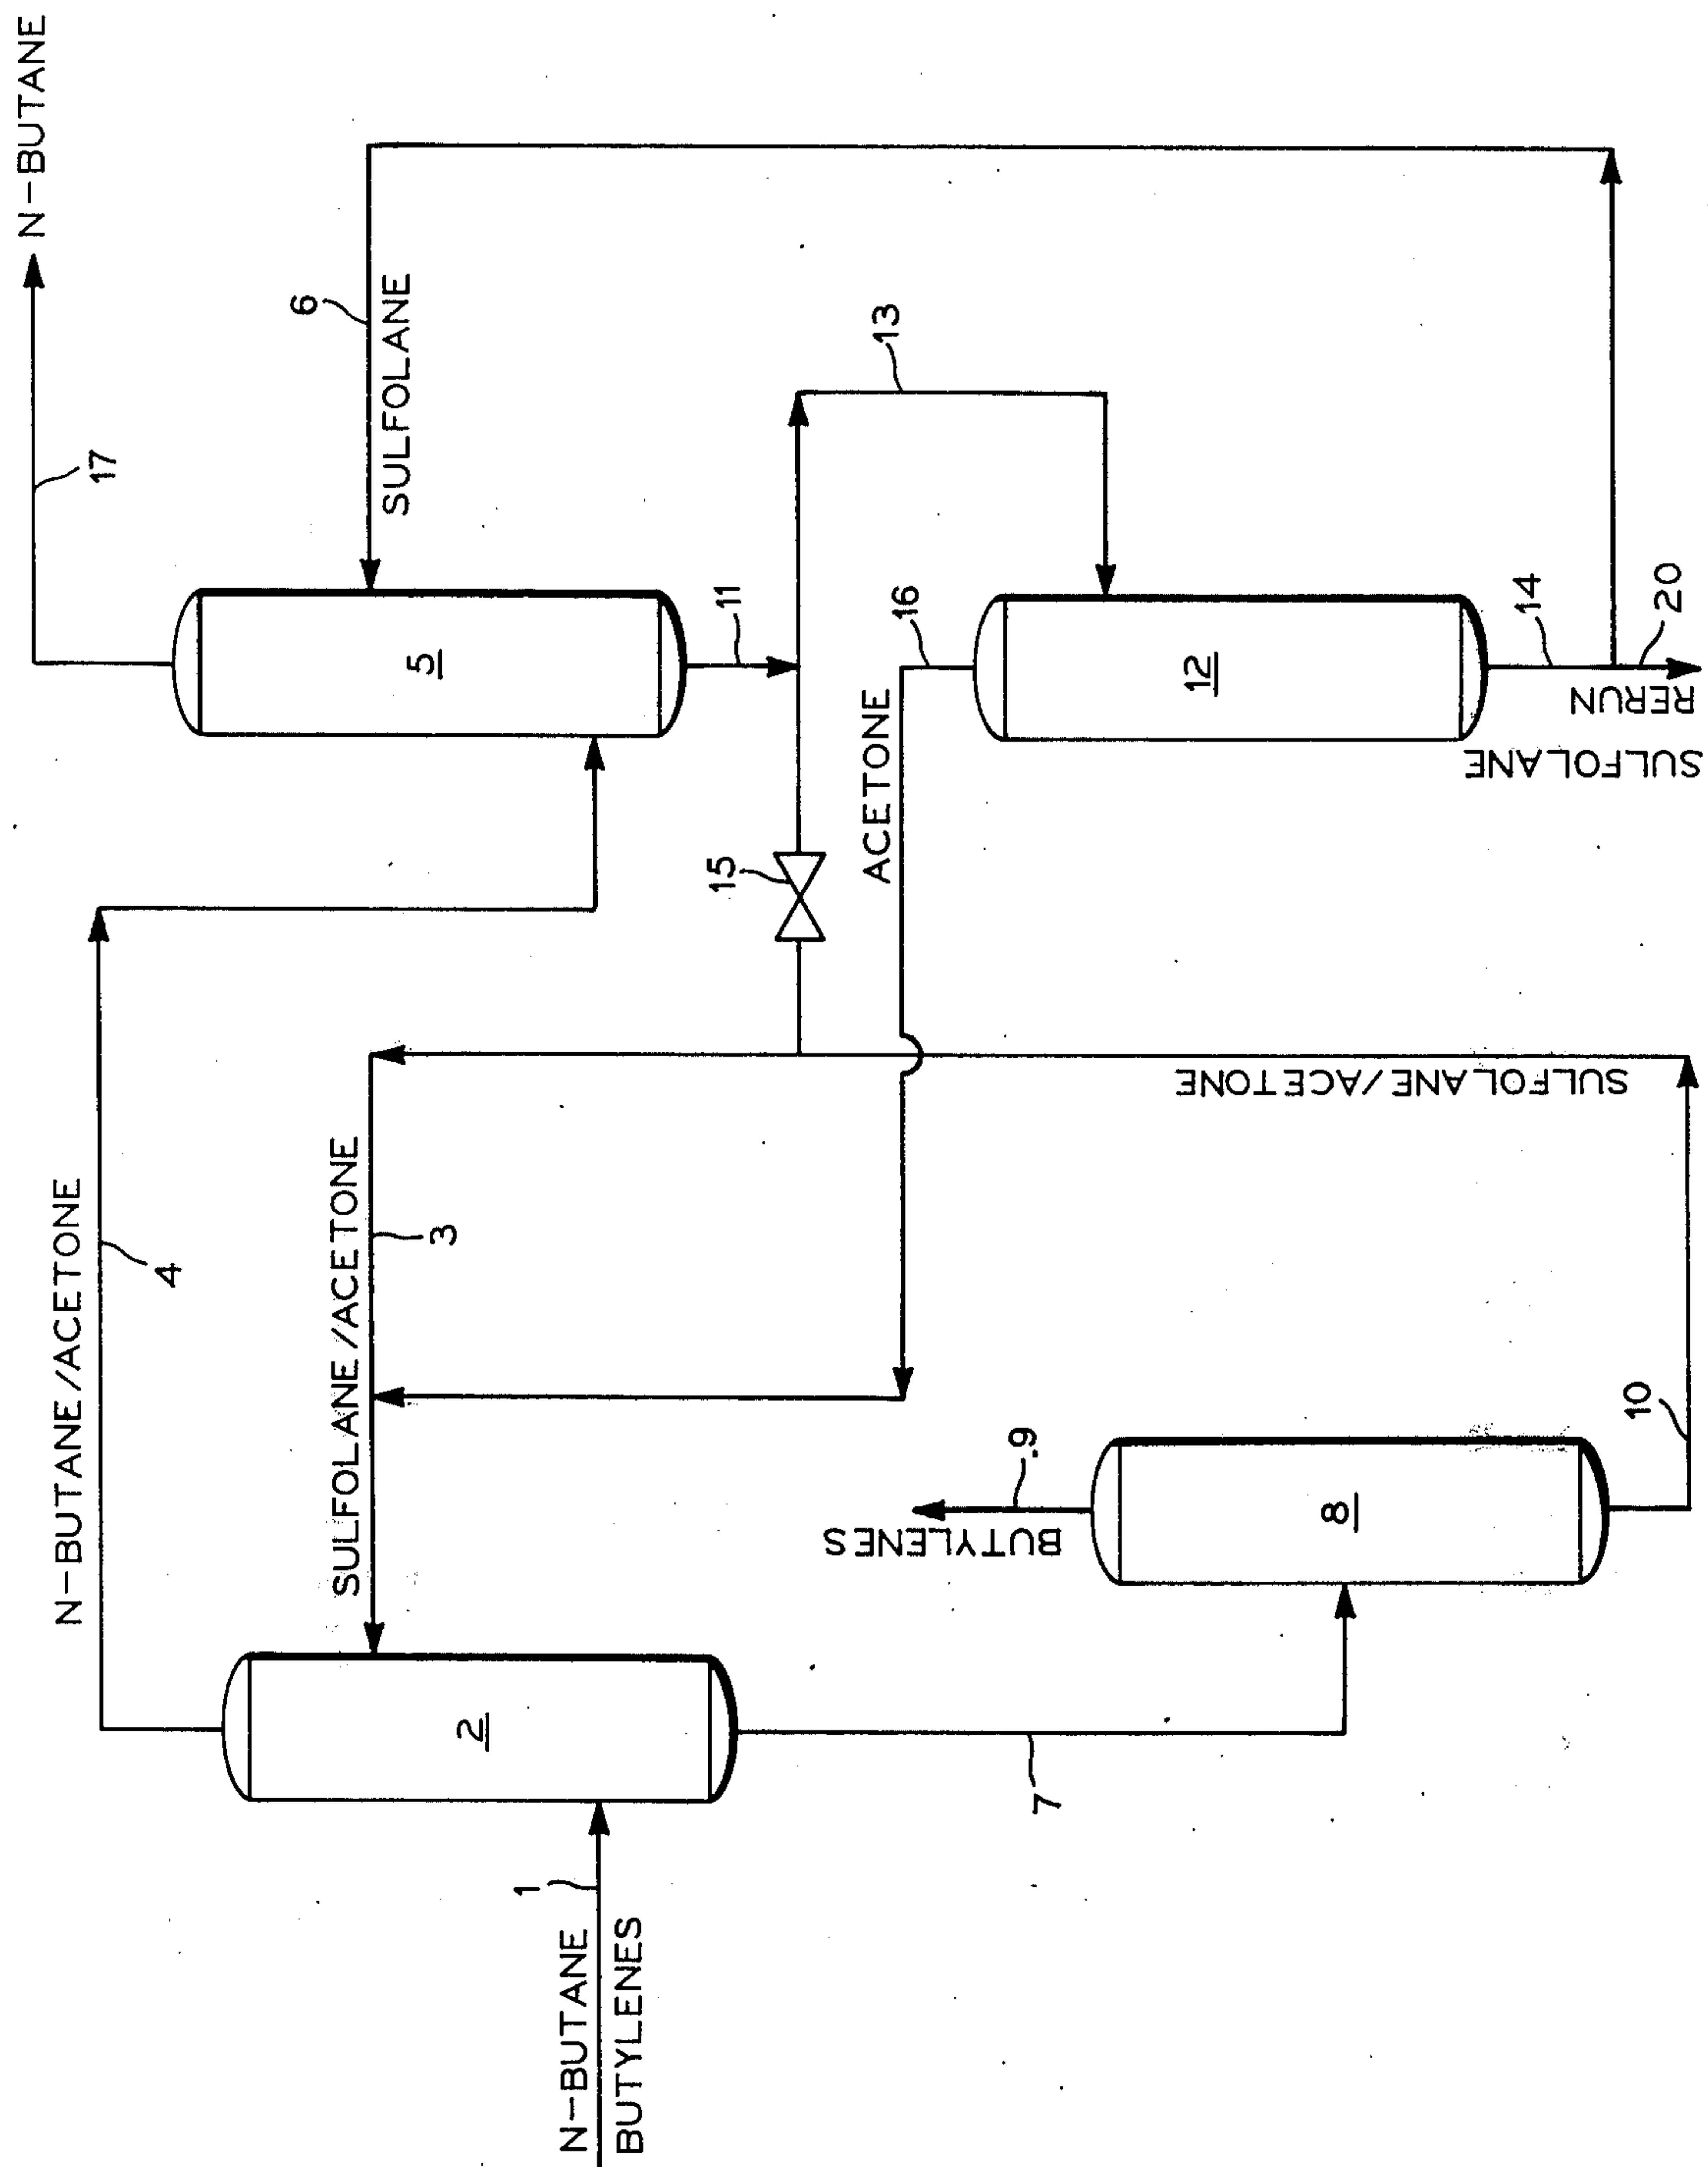 N-BUTANE
17
6
SULFOLANE
5
11
13
16
ACETONE
12
14
20
RERUN
SULFOLANE
15
N-BUTANE/ACETONE
4
SULFOLANE/ACETONE
3
SULFOLANE/ACETONE
10
9
BUTYLENES
8
2
7
1
N-BUTANE
BUTYLENES